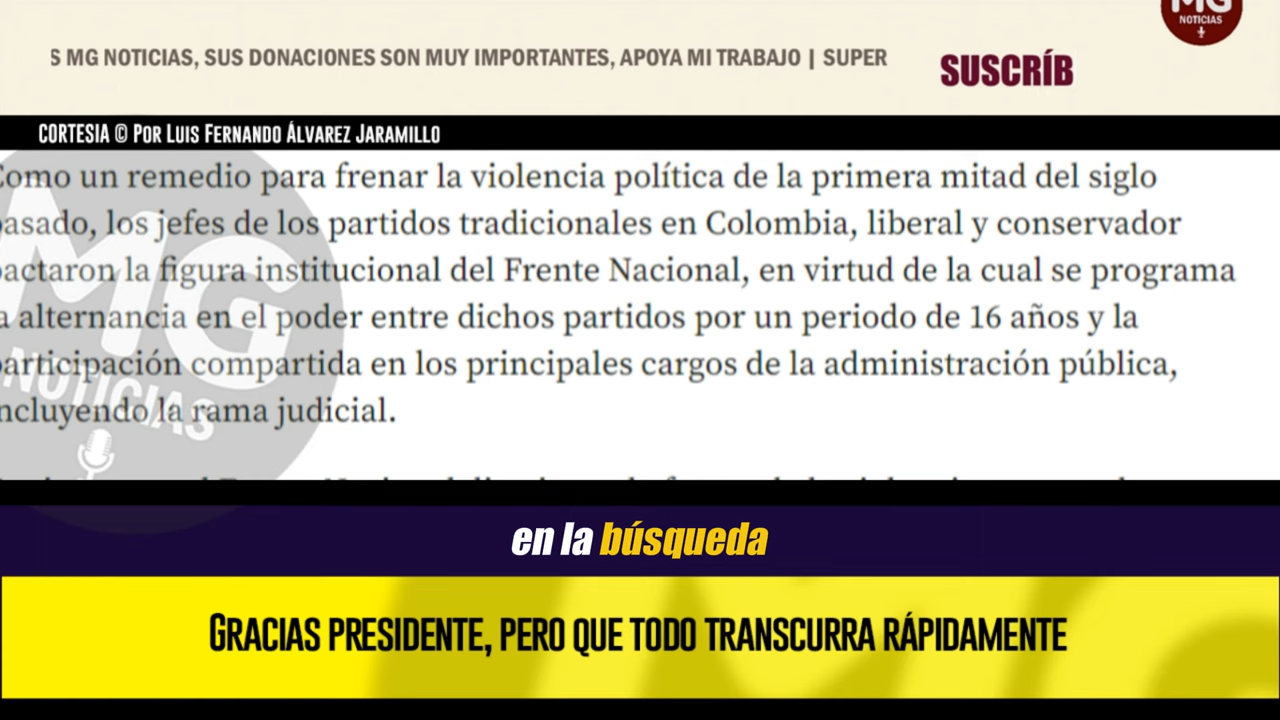 MG
NOTICIAS
S MG NOTICIAS, SUS DONACIONES SON MUY IMPORTANTES, APOYA MI TRABAJO | SUPER
SUSCRÍB
CORTESIA © POR LUIS FERNANDO ÁLVAREZ JARAMILLO
Como un remedio para frenar la violencia política de la primera mitad del siglo
pasado, los jefes de los partidos tradicionales en Colombia, liberal y conservador
pactaron la figura institucional del Frente Nacional, en virtud de la cual se programa
la alternancia en el poder entre dichos partidos por un periodo de 16 años y la
participación compartida en los principales cargos de la administración pública,
incluyendo la rama judicial.
MG
NOTICIAS
en la búsqueda
GRACIAS PRESIDENTE, PERO QUE TODO TRANSCURRA RÁPIDAMENTE